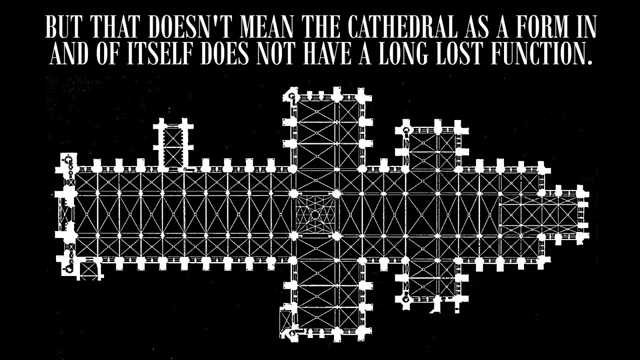 BUT THAT DOESN'T MEAN THE CATHEDRAL AS A FORM IN
AND OF ITSELF DOES NOT HAVE A LONG LOST FUNCTION.